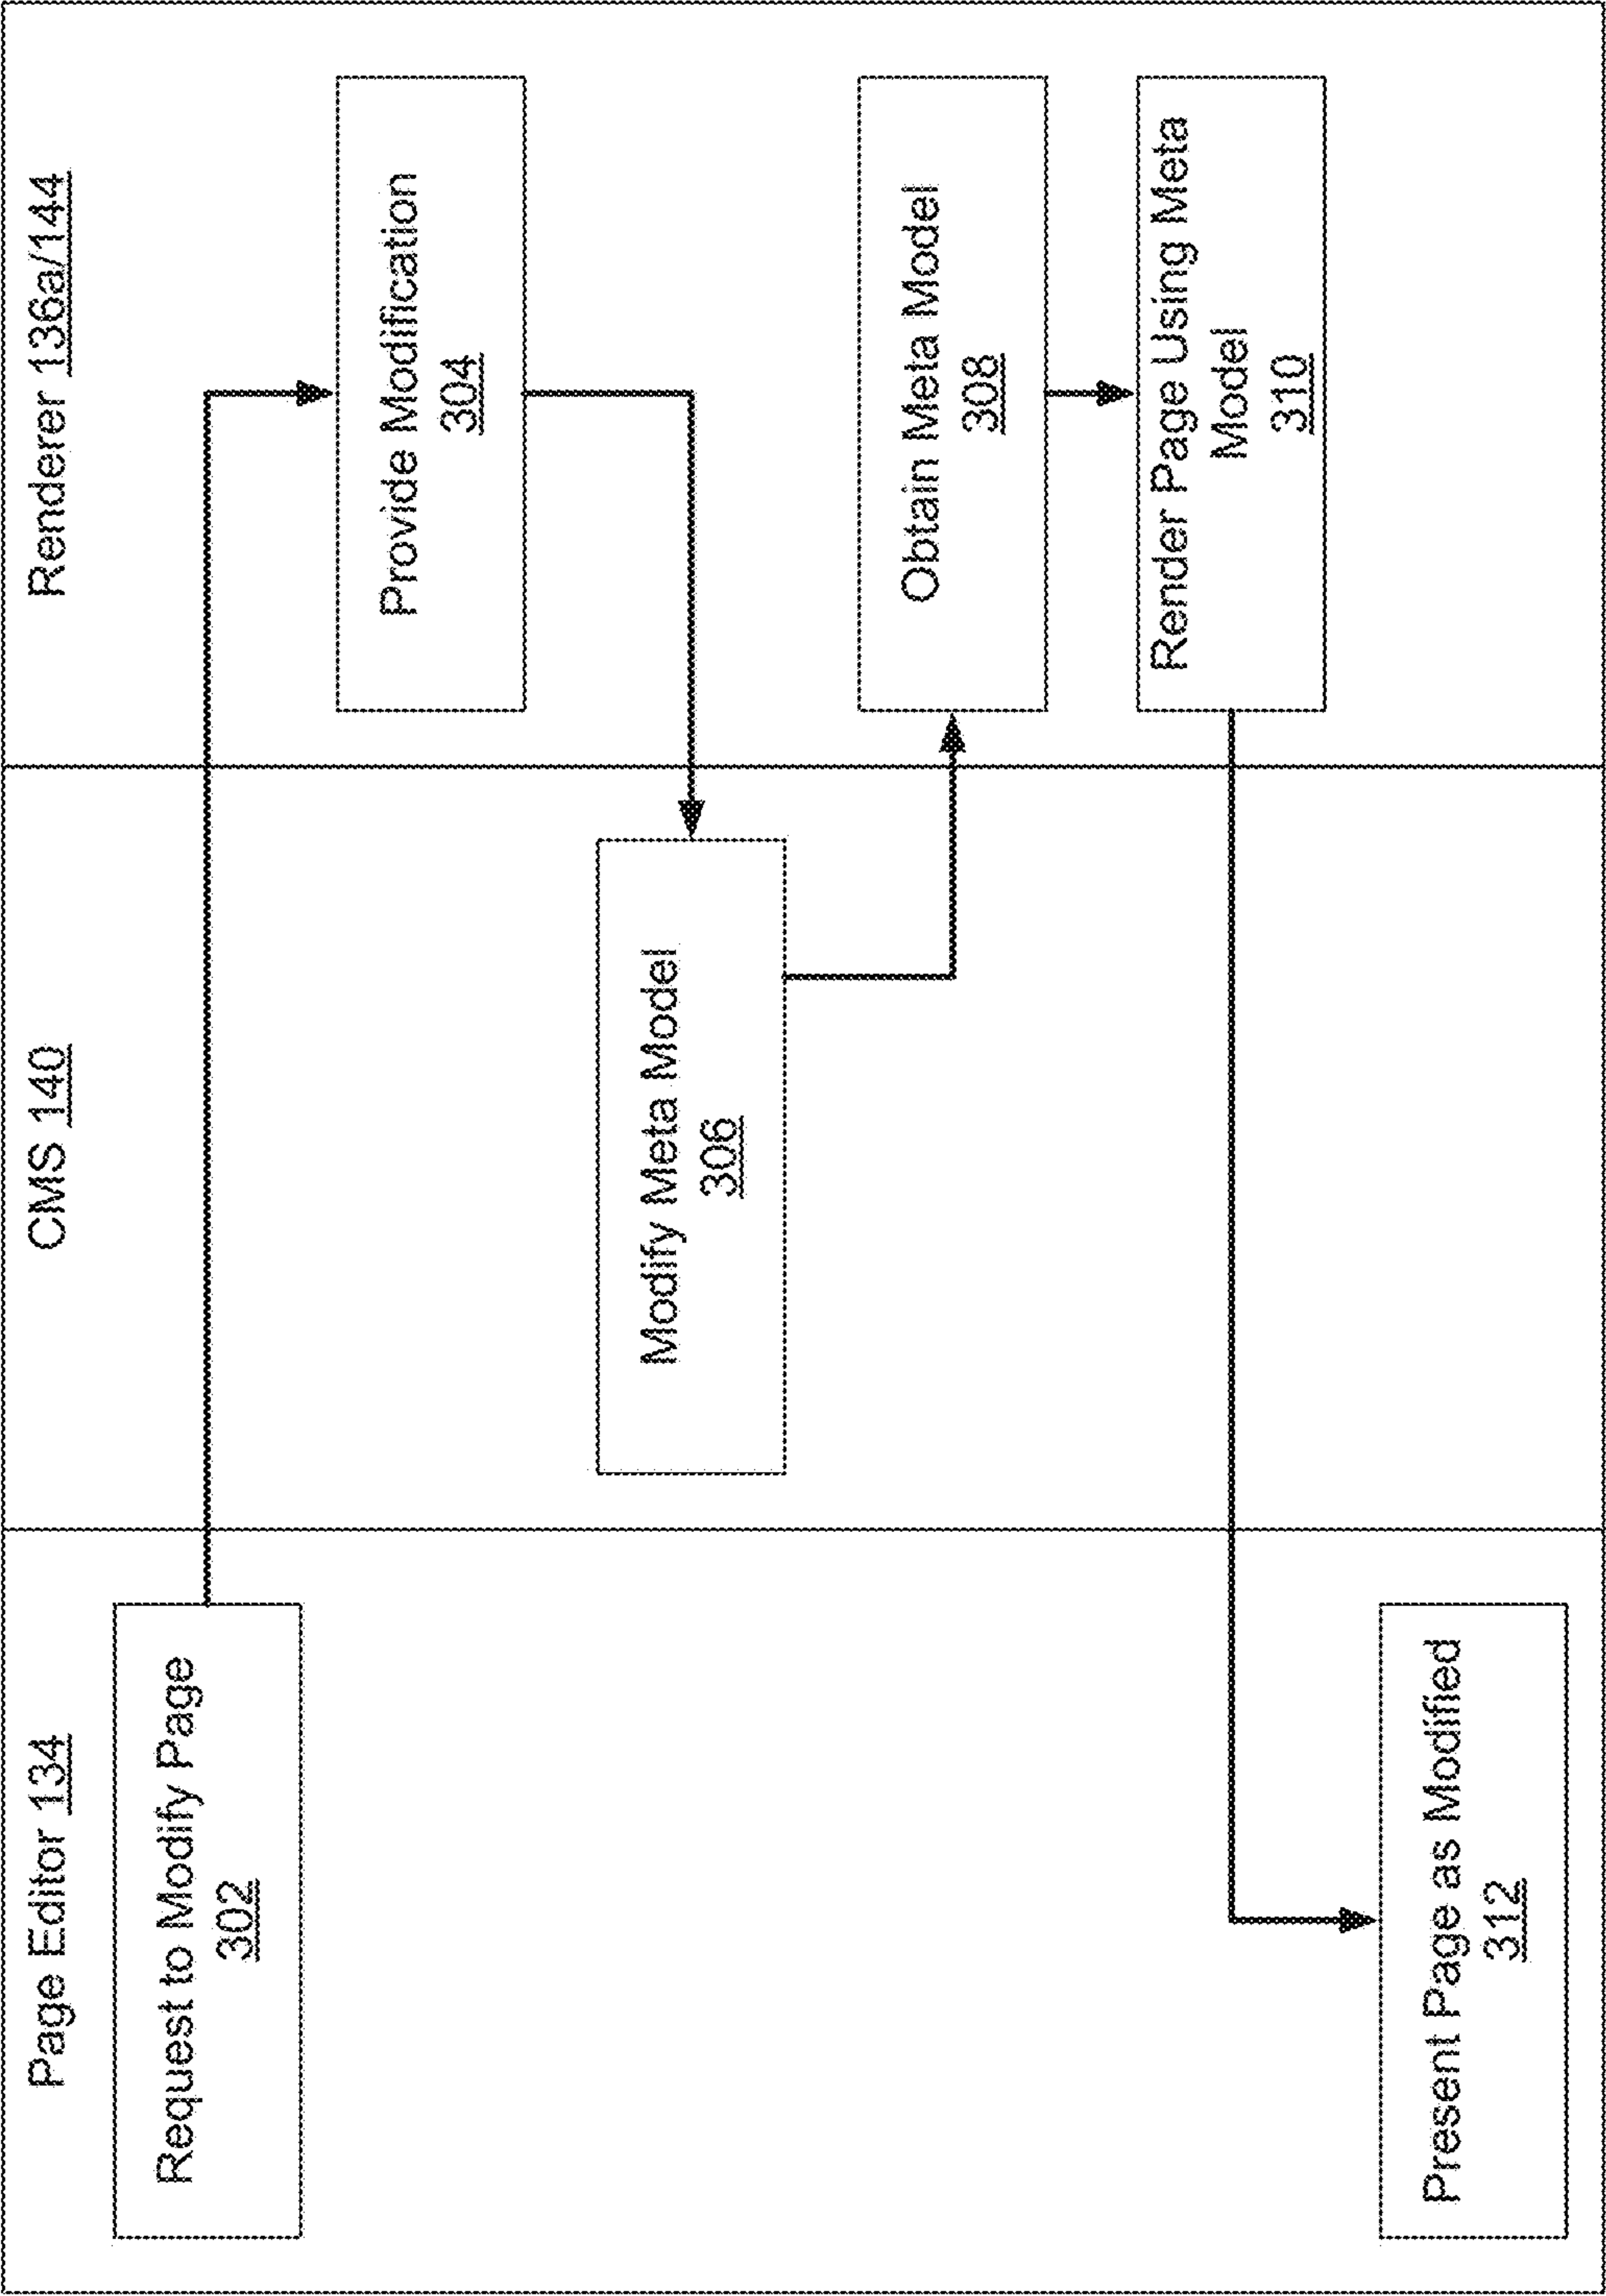 Page Editor 134
CMS 140
Renderer 136a/144
Request to Modify Page
302
Provide Modification
304
Modify Meta Model
306
Obtain Meta Model
308
Render Page Using Meta
Model
310
Present Page as Modified
312